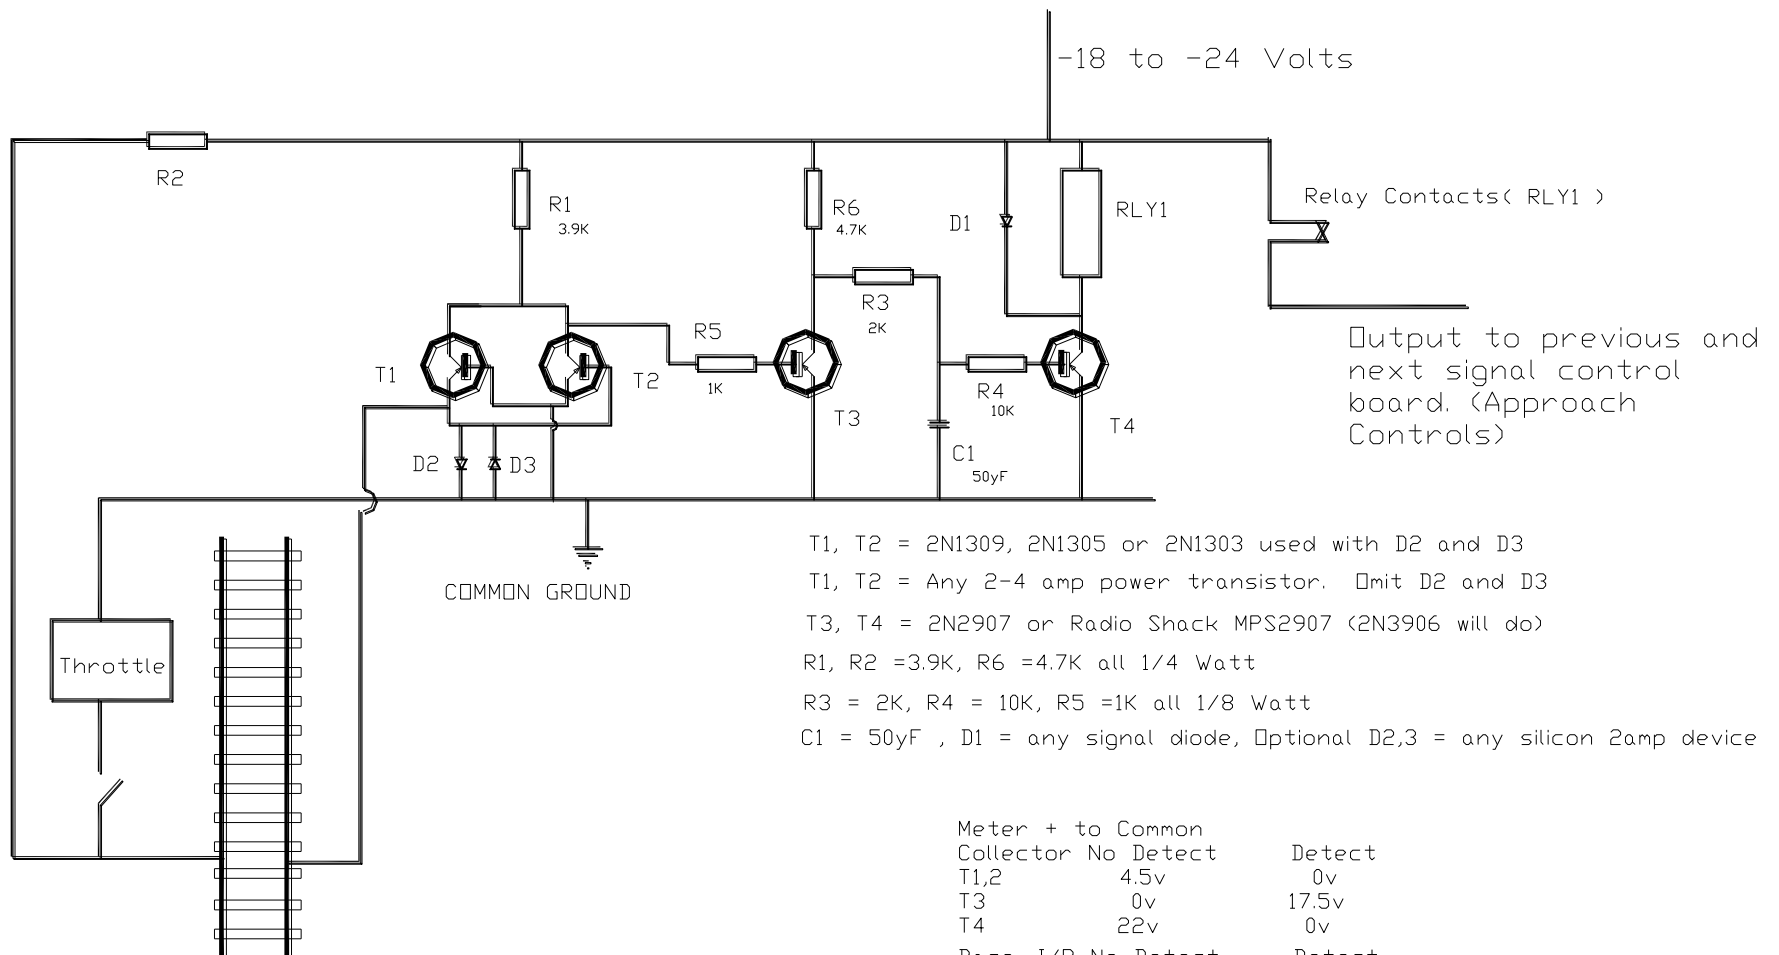 -18 to -24 Volts
R2
R1
3.9K
R6
4.7K
D1
RLY1
Relay Contacts( RLY1 )
R3
2K
Output to previous and
next signal control
board. (Approach
Controls)
T1
T2
R5
1K
T3
R4
10K
T4
D2
D3
C1
50yF
COMMON GROUND
Throttle
T1, T2 = 2N1309, 2N1305 or 2N1303 used with D2 and D3
T1, T2 = Any 2-4 amp power transistor. Omit D2 and D3
T3, T4 = 2N2907 or Radio Shack MPS2907 (2N3906 will do)
R1, R2 =3.9K, R6 =4.7K all 1/4 Watt
R3 = 2K, R4 = 10K, R5 =1K all 1/8 Watt
C1 = 50yF , D1 = any signal diode, Optional D2,3 = any silicon 2amp device
Meter + to Common
Collector No Detect Detect
T1,2 4.5v 0v
T3 0v 17.5v
T4 22v 0v
No Detect Detect